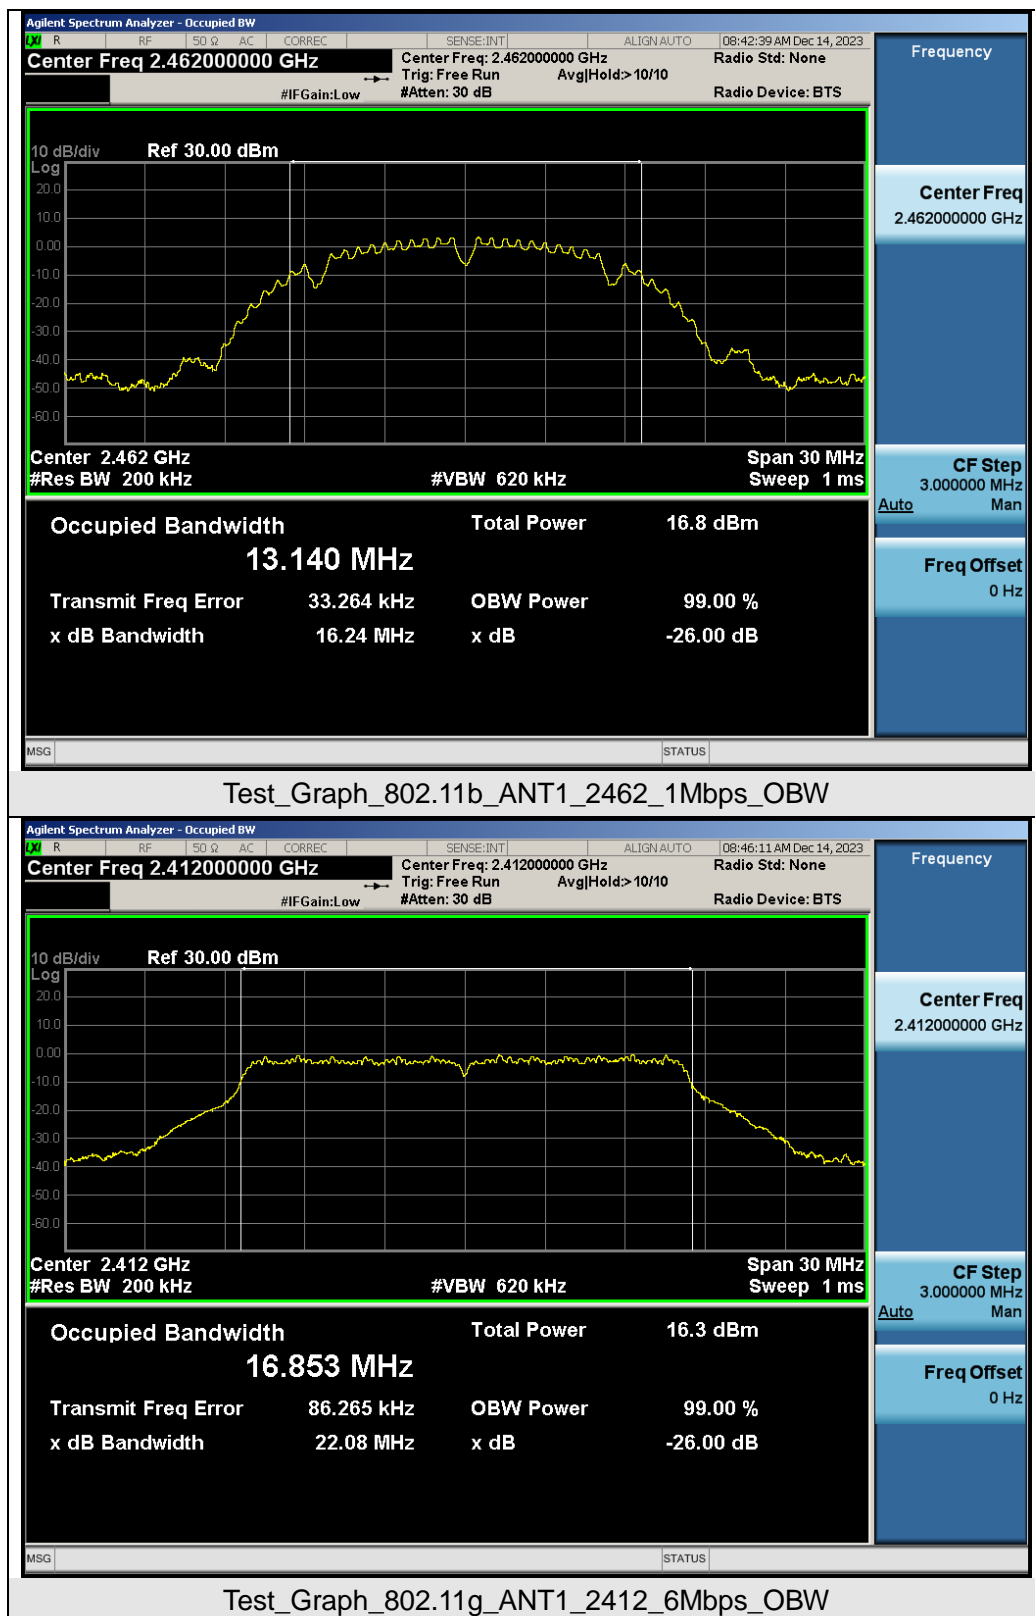 Agilent Spectrum Analyzer - Occupied BW
LXI R RF 50 Ω AC CORREC SENSE:INT ALIGN AUTO 08:42:39 AM Dec 14, 2023
Center Freq 2.462000000 GHz Center Freq: 2.462000000 GHz Radio Std: None Frequency
Trig: Free Run Avg|Hold:> 10/10
#IFGain:Low #Atten: 30 dB Radio Device: BTS
10 dB/div Ref 30.00 dBm
Log
20.0
10.0
0.00
-10.0
-20.0
-30.0
-40.0
-50.0
-60.0
Center Freq
2.462000000 GHz
Center 2.462 GHz Span 30 MHz
#Res BW 200 kHz #VBW 620 kHz Sweep 1 ms
CF Step
3.000000 MHz
Auto Man
Occupied Bandwidth Total Power 16.8 dBm
13.140 MHz
Freq Offset
0 Hz
Transmit Freq Error 33.264 kHz OBW Power 99.00 %
x dB Bandwidth 16.24 MHz x dB -26.00 dB
MSG STATUS
Test_Graph_802.11b_ANT1_2462_1Mbps_OBW
Agilent Spectrum Analyzer - Occupied BW
LXI R RF 50 Ω AC CORREC SENSE:INT ALIGN AUTO 08:46:11 AM Dec 14, 2023
Center Freq 2.412000000 GHz Center Freq: 2.412000000 GHz Radio Std: None Frequency
Trig: Free Run Avg|Hold:> 10/10
#IFGain:Low #Atten: 30 dB Radio Device: BTS
10 dB/div Ref 30.00 dBm
Log
20.0
10.0
0.00
-10.0
-20.0
-30.0
-40.0
-50.0
-60.0
Center Freq
2.412000000 GHz
Center 2.412 GHz Span 30 MHz
#Res BW 200 kHz #VBW 620 kHz Sweep 1 ms
CF Step
3.000000 MHz
Auto Man
Occupied Bandwidth Total Power 16.3 dBm
16.853 MHz
Freq Offset
0 Hz
Transmit Freq Error 86.265 kHz OBW Power 99.00 %
x dB Bandwidth 22.08 MHz x dB -26.00 dB
MSG STATUS
Test_Graph_802.11g_ANT1_2412_6Mbps_OBW